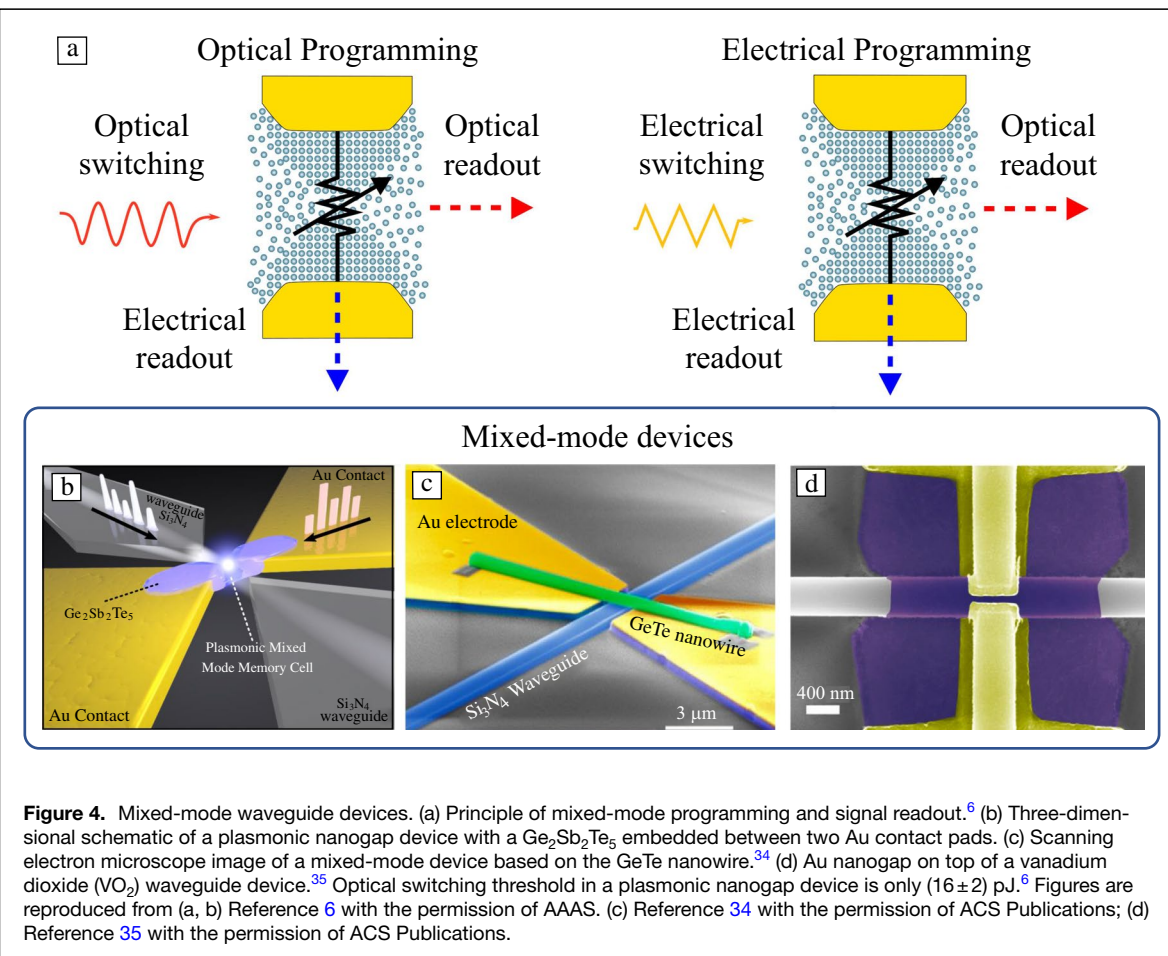 a
Optical Programming
Electrical Programming
Optical
switching
Optical
readout
Electrical
readout
Electrical
switching
Optical
readout
Electrical
readout
Mixed-mode devices
b
waveguide
Si₃N₄
Au Contact
Ge₂Sb₂Te₅
Plasmonic Mixed
Mode Memory Cell
Au Contact
Si₃N₄
waveguide
c
Au electrode
GeTe nanowire
Si₃N₄ Waveguide
3 μm
d
400 nm
Figure 4. Mixed-mode waveguide devices. (a) Principle of mixed-mode programming and signal readout.⁶ (b) Three-dimen-
sional schematic of a plasmonic nanogap device with a Ge₂Sb₂Te₅ embedded between two Au contact pads. (c) Scanning
electron microscope image of a mixed-mode device based on the GeTe nanowire.³⁴ (d) Au nanogap on top of a vanadium
dioxide (VO₂) waveguide device.³⁵ Optical switching threshold in a plasmonic nanogap device is only (16 ± 2) pJ.⁶ Figures are
reproduced from (a, b) Reference 6 with the permission of AAAS. (c) Reference 34 with the permission of ACS Publications; (d)
Reference 35 with the permission of ACS Publications.